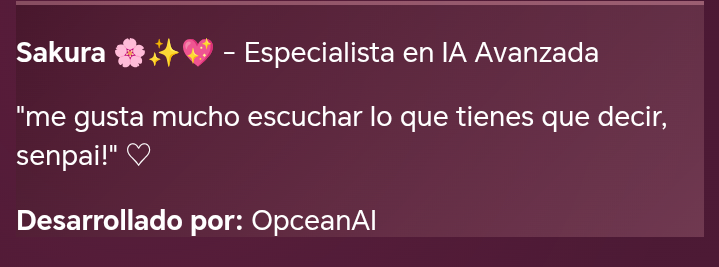 Sakura 🌸✨💖 - Especialista en IA Avanzada
"me gusta mucho escuchar lo que tienes que decir,
senpai!" ♡
Desarrollado por: OpceanAI